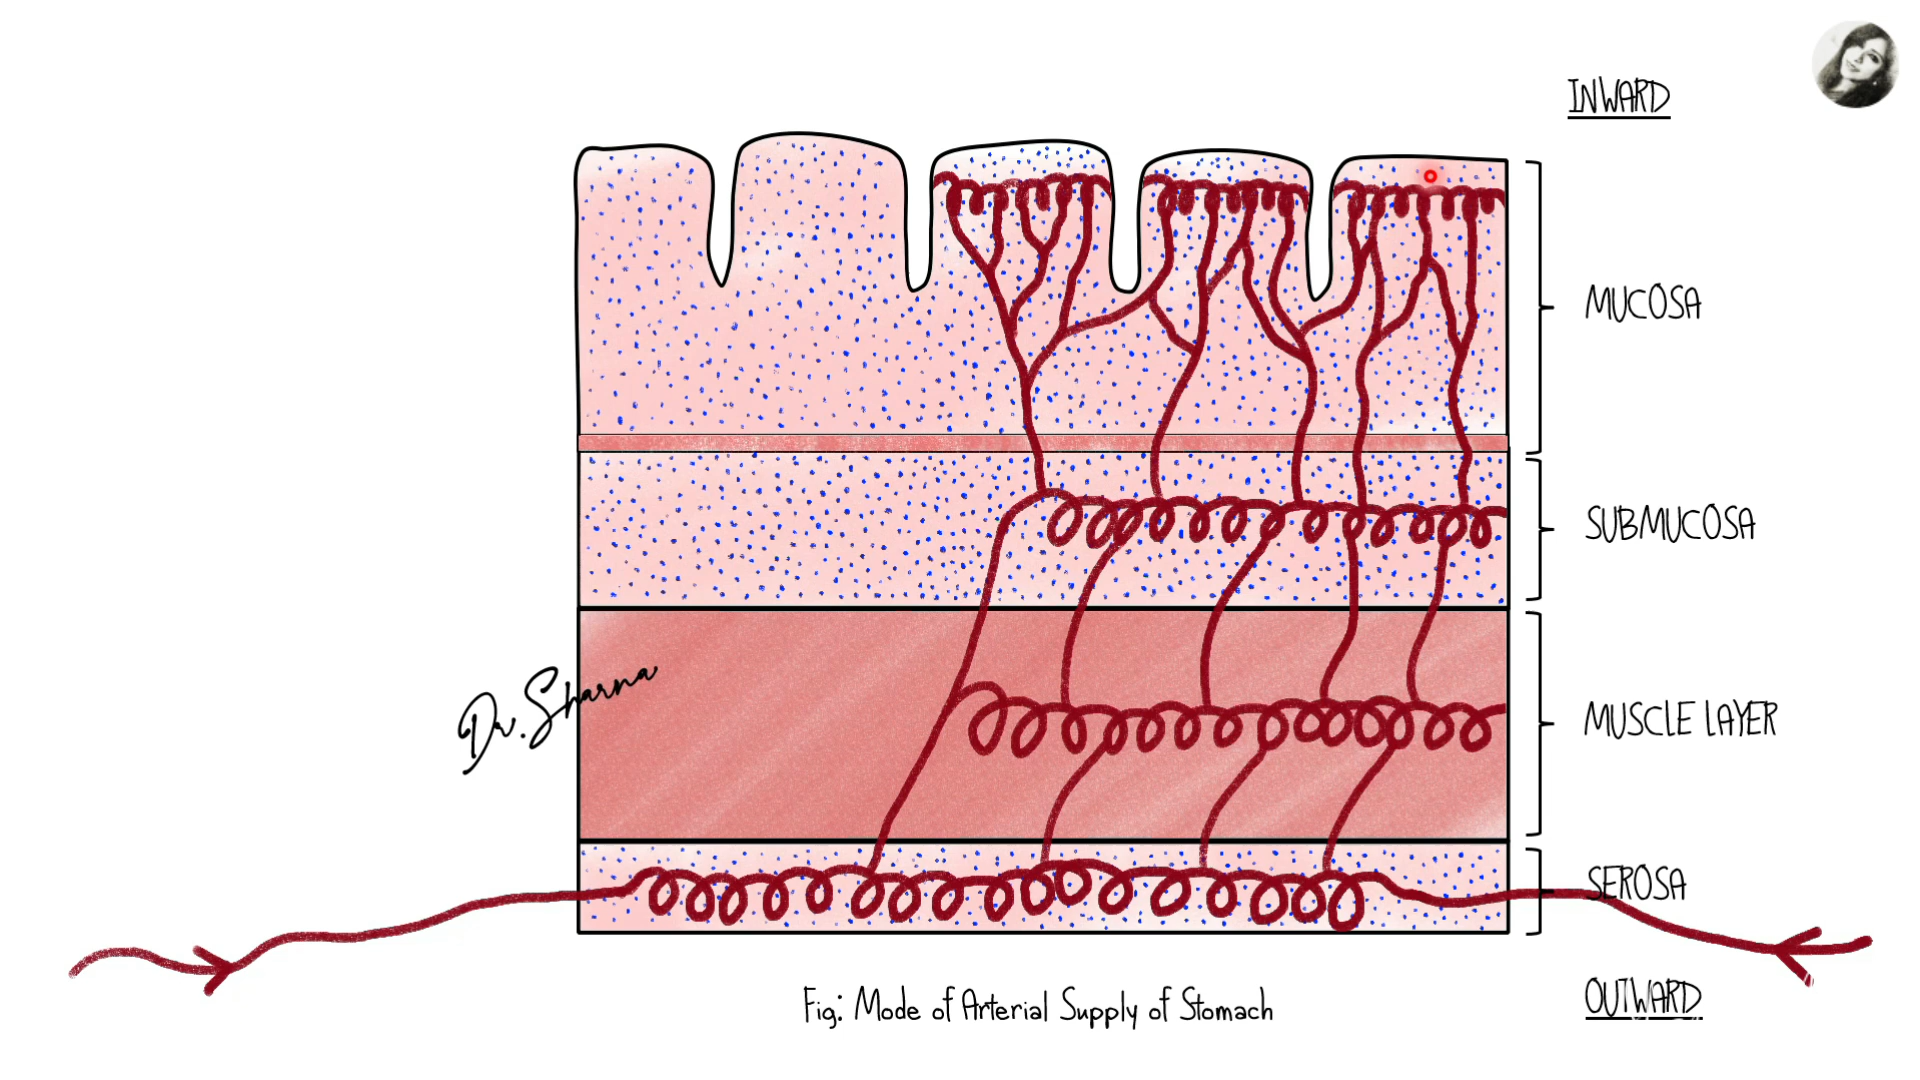 INWARD
MUCOSA
SUBMUCOSA
MUSCLE LAYER
Dr. Sharna
SEROSA
OUTWARD
Fig: Mode of Arterial Supply of Stomach